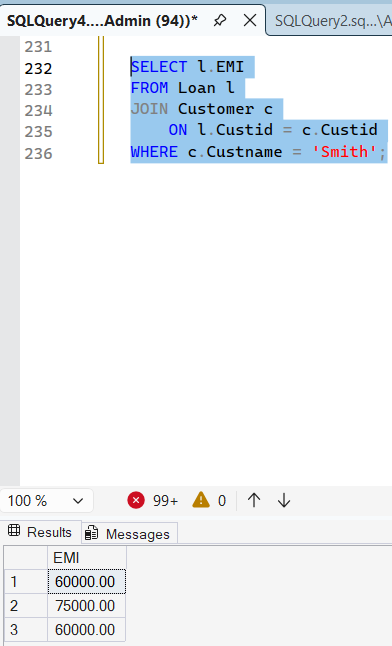 SQLQuery4....Admin (94))* SQLQuery2.sq...\A
231
232 SELECT l.EMI
233 FROM Loan l
234 JOIN Customer c
235 ON l.Custid = c.Custid
236 WHERE c.Custname = 'Smith';
100 % 99+ 0
Results Messages
EMI
1 60000.00
2 75000.00
3 60000.00